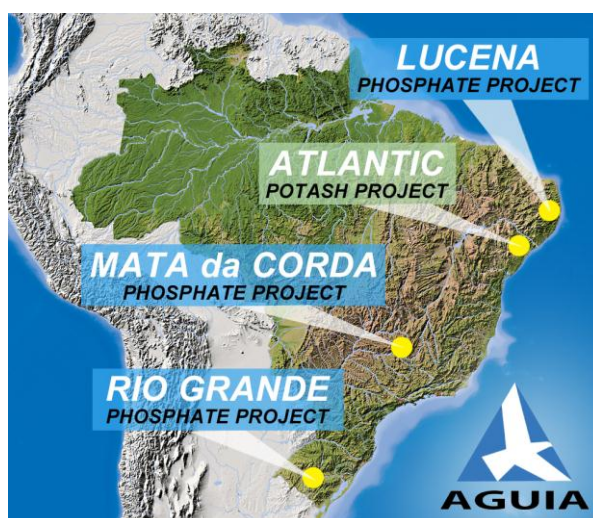 LUCENA
PHOSPHATE PROJECT
ATLANTIC
POTASH PROJECT
MATA da CORDA
PHOSPHATE PROJECT
RIO GRANDE
PHOSPHATE PROJECT
AGUIA